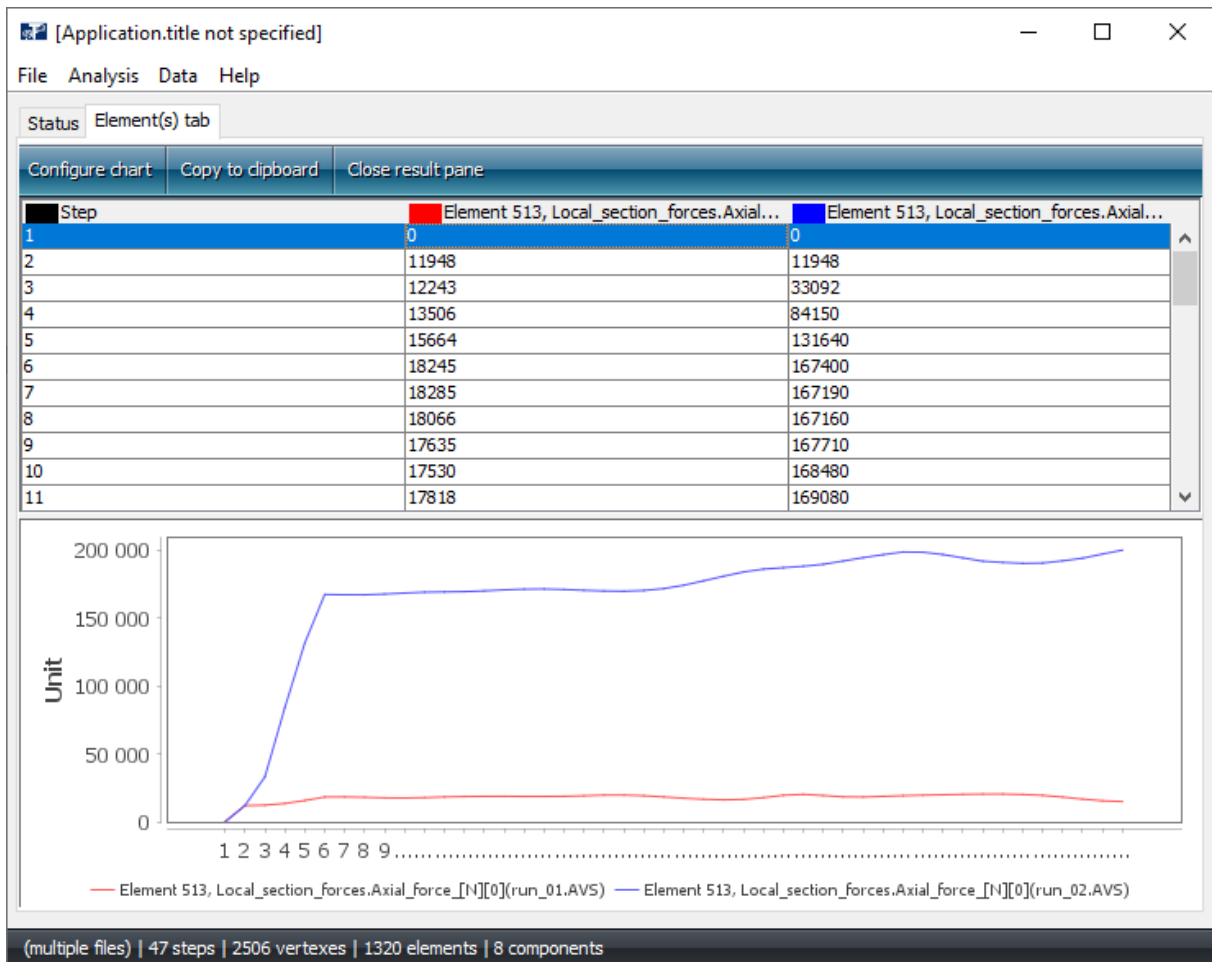 [Application.title not specified]
File Analysis Data Help
Status Element(s) tab
Configure chart Copy to clipboard Close result pane
Step Element 513, Local_section_forces.Axial... Element 513, Local_section_forces.Axial...
1 0 0
2 11948 11948
3 12243 33092
4 13506 84150
5 15664 131640
6 18245 167400
7 18285 167190
8 18066 167160
9 17635 167710
10 17530 168480
11 17818 169080
200 000
150 000
100 000
50 000
0
Unit
1 2 3 4 5 6 7 8 9
Element 513, Local_section_forces.Axial_force_[N][0](run_01.AVS) Element 513, Local_section_forces.Axial_force_[N][0](run_02.AVS)
(multiple files) | 47 steps | 2506 vertexes | 1320 elements | 8 components